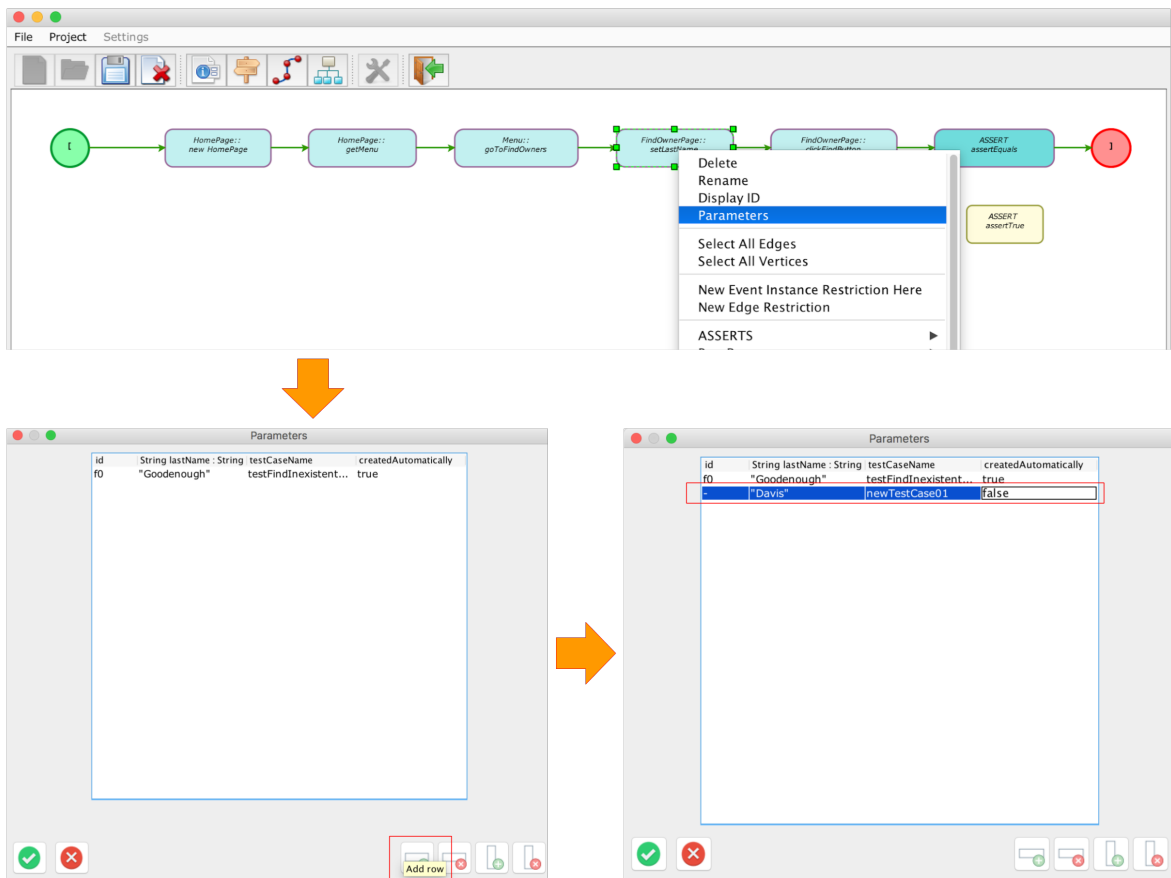 File Project Settings
[
HomePage::
new HomePage
HomePage::
getMenu
Menu::
goToFindOwners
FindOwnerPage::
setLastName
FindOwnerPage::
clickFindButton
ASSERT
assertEquals
]
ASSERT
assertTrue
Delete
Rename
Display ID
Parameters
Select All Edges
Select All Vertices
New Event Instance Restriction Here
New Edge Restriction
ASSERTS
Parameters
id String lastName : String testCaseName createdAutomatically
f0 "Goodenough" testFindInexistent... true
Add row
Parameters
id String lastName : String testCaseName createdAutomatically
f0 "Goodenough" testFindInexistent... true
- "Davis" newTestCase01 false